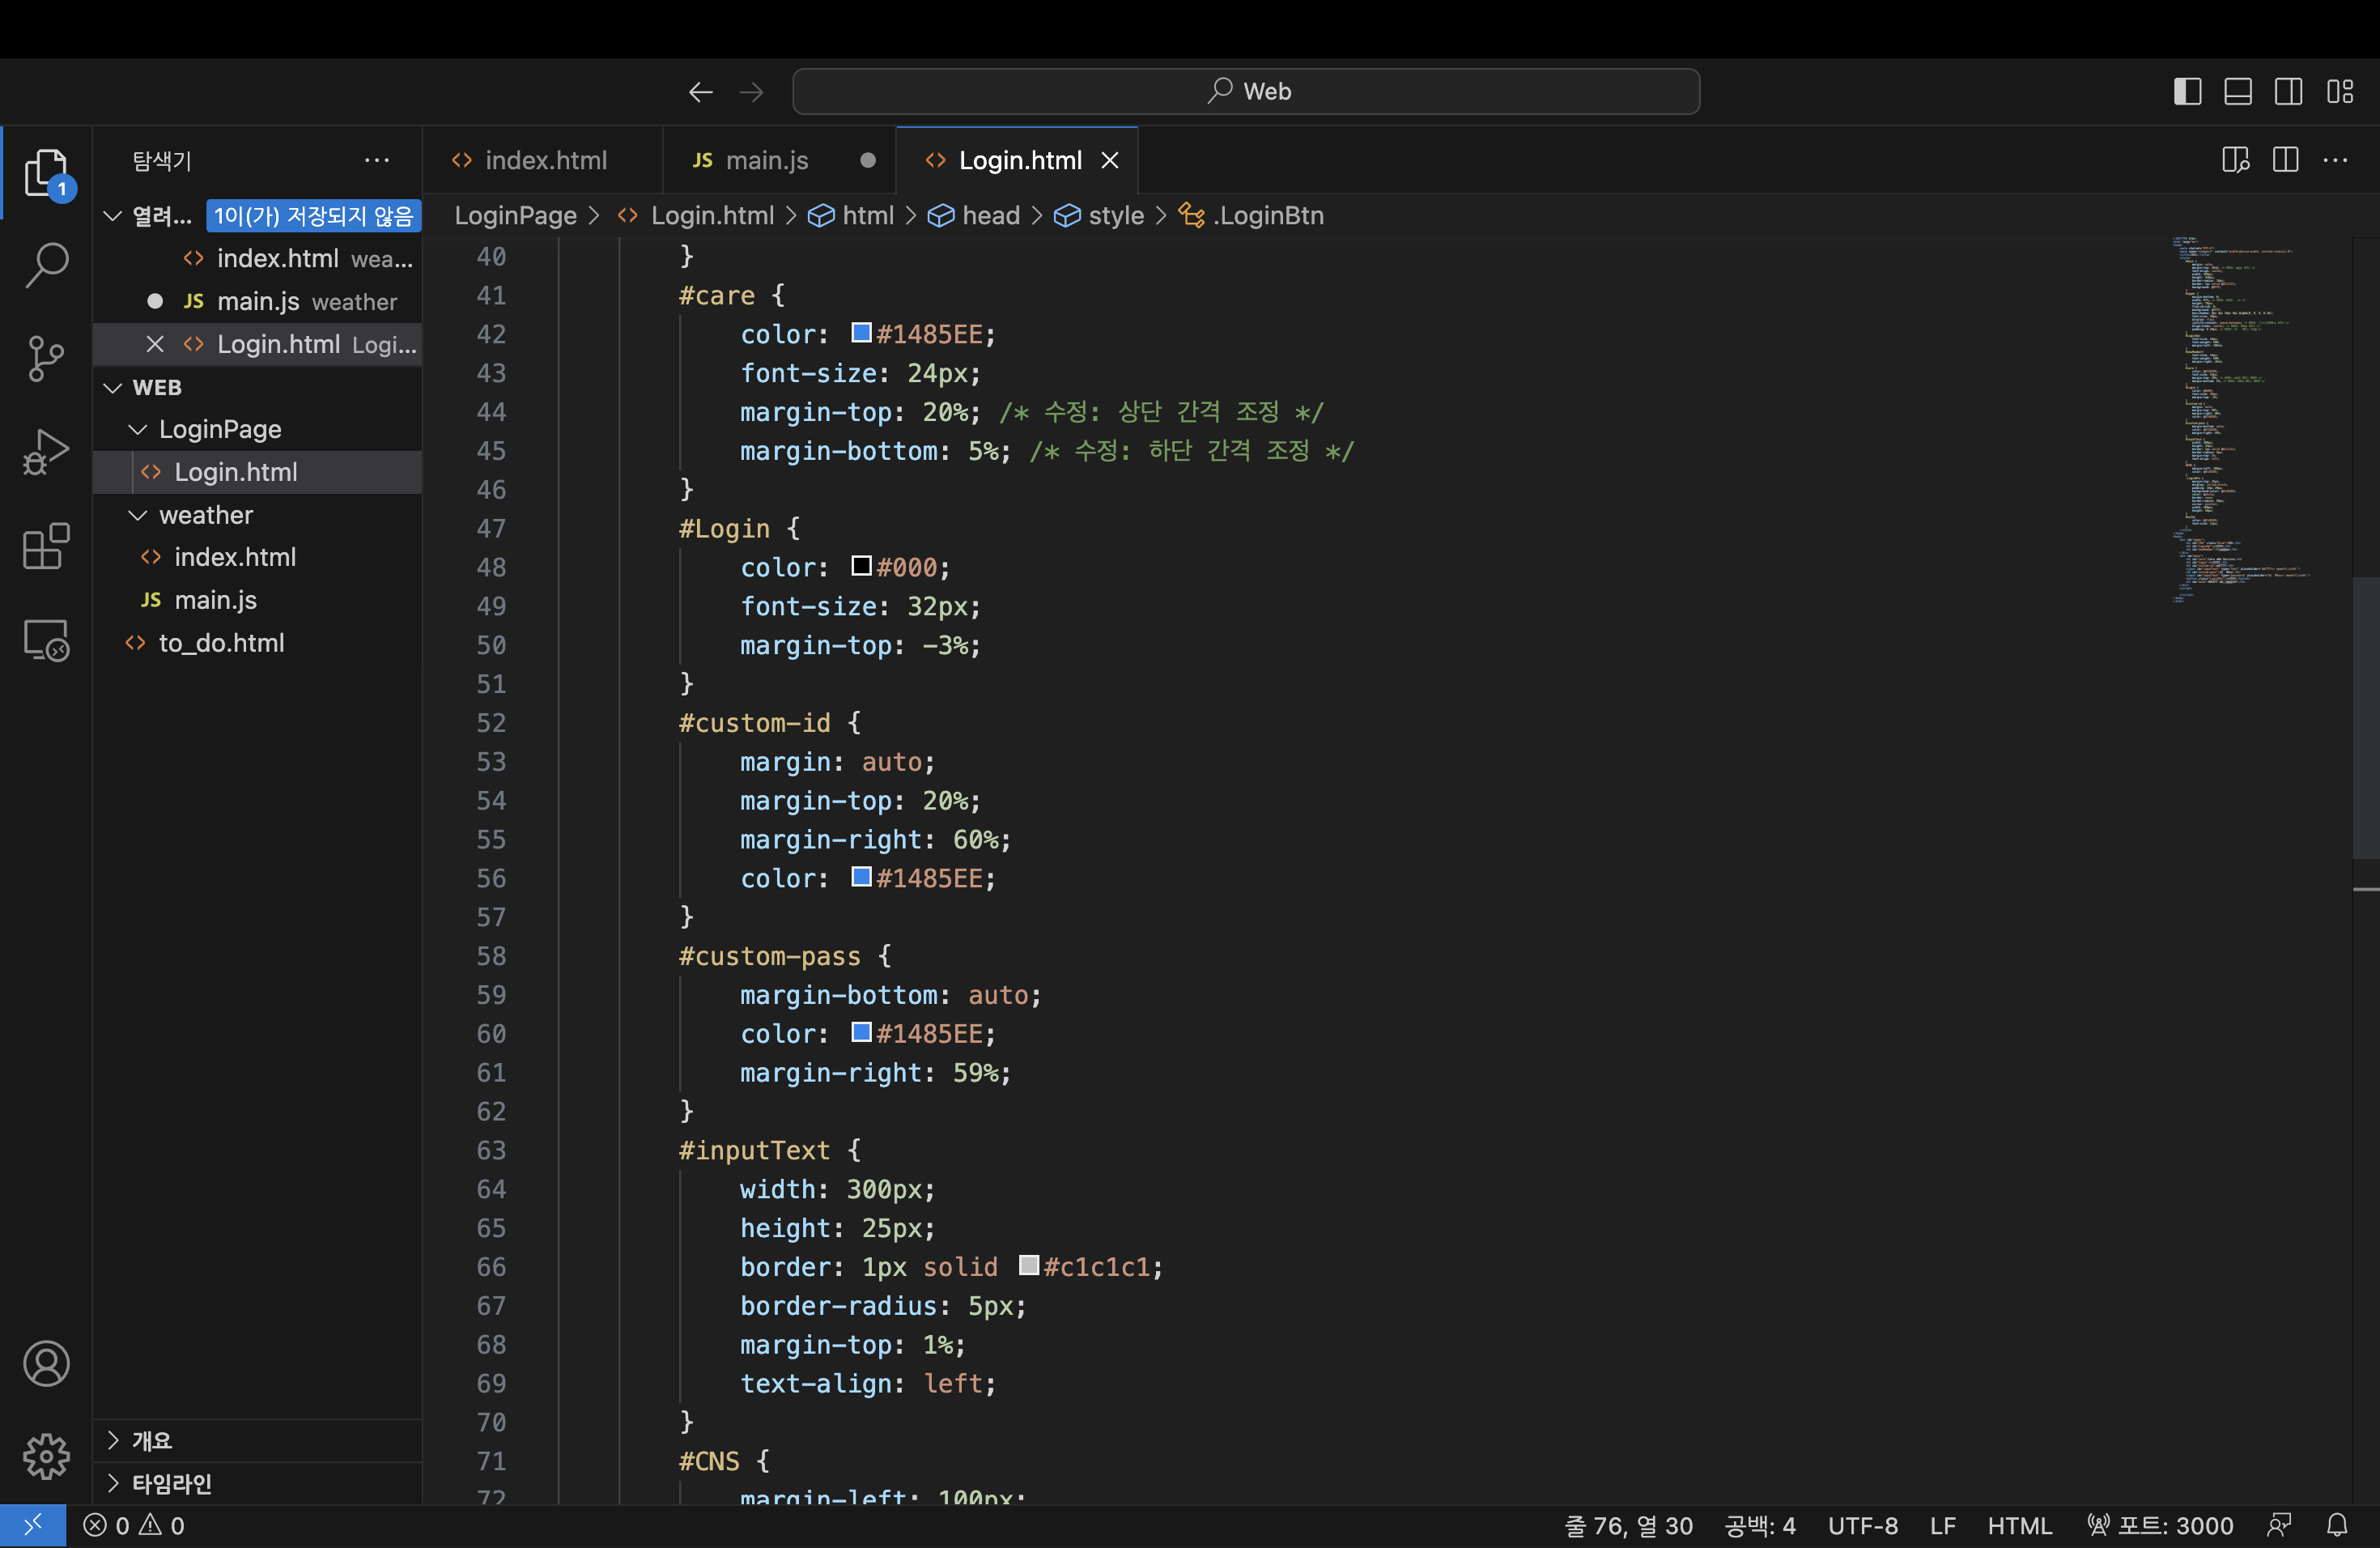 Web
탐색기
index.html
JS main.js
Login.html
열려... 1이(가) 저장되지 않음
LoginPage > Login.html > html > head > style > .LoginBtn
index.html wea...
JS main.js weather
Login.html Logi...
WEB
LoginPage
Login.html
weather
index.html
JS main.js
to_do.html
개요
타임라인
1
40 }
41 #care {
42 color: #1485EE;
43 font-size: 24px;
44 margin-top: 20%; /* 수정: 상단 간격 조정 */
45 margin-bottom: 5%; /* 수정: 하단 간격 조정 */
46 }
47 #Login {
48 color: #000;
49 font-size: 32px;
50 margin-top: -3%;
51 }
52 #custom-id {
53 margin: auto;
54 margin-top: 20%;
55 margin-right: 60%;
56 color: #1485EE;
57 }
58 #custom-pass {
59 margin-bottom: auto;
60 color: #1485EE;
61 margin-right: 59%;
62 }
63 #inputText {
64 width: 300px;
65 height: 25px;
66 border: 1px solid #c1c1c1;
67 border-radius: 5px;
68 margin-top: 1%;
69 text-align: left;
70 }
71 #CNS {
72 margin-left: 100px;
0 0 줄 76, 열 30 공백: 4 UTF-8 LF HTML 포트: 3000